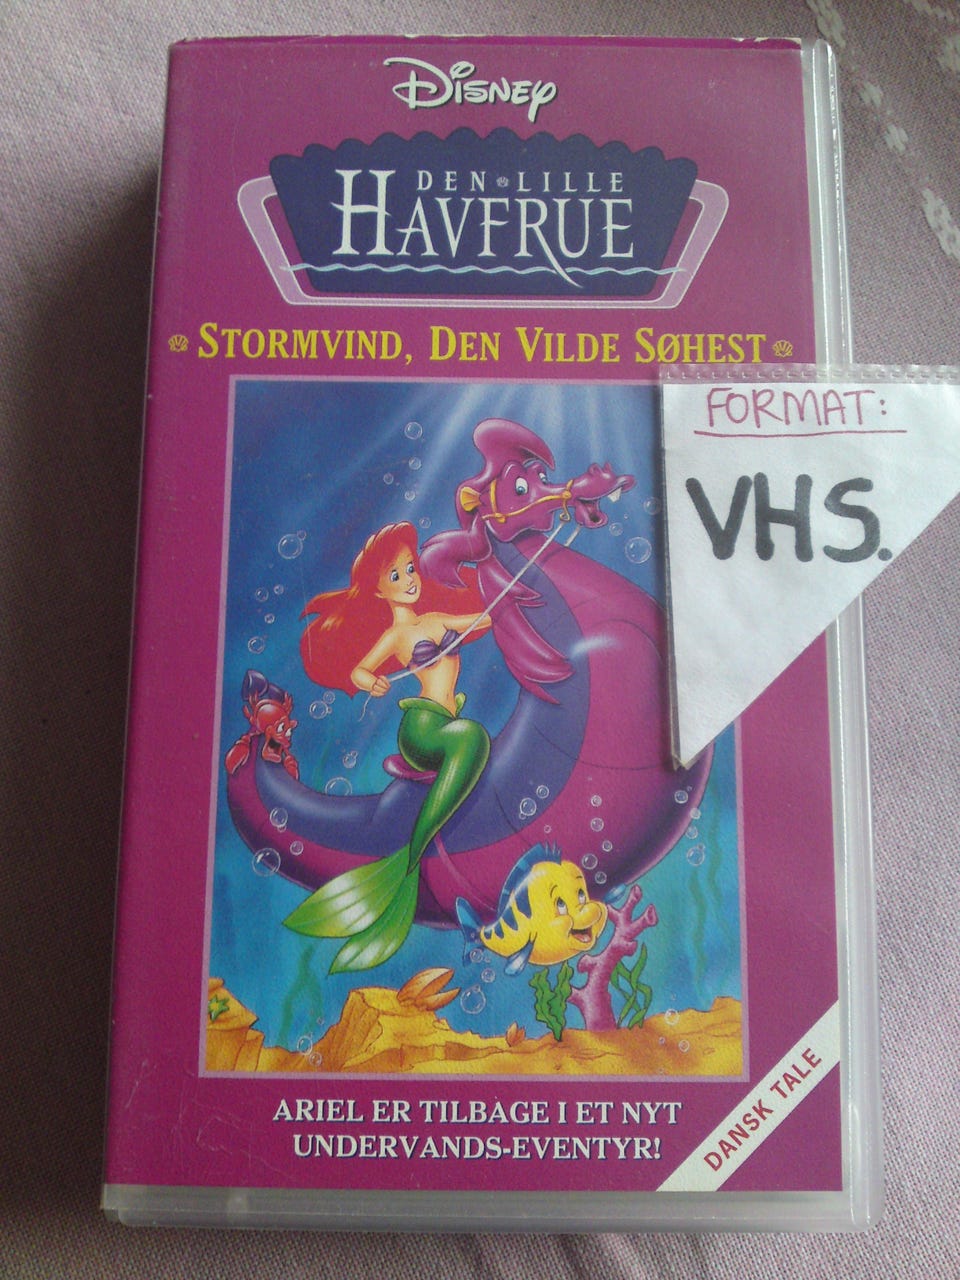 Disney
DEN LILLE
HAVFRUE
STORMVIND, DEN VILDE SØHEST
FORMAT:
VHS.
ARIEL ER TILBAGE I ET NYT
UNDERVANDS-EVENTYR!
DANSK TALE